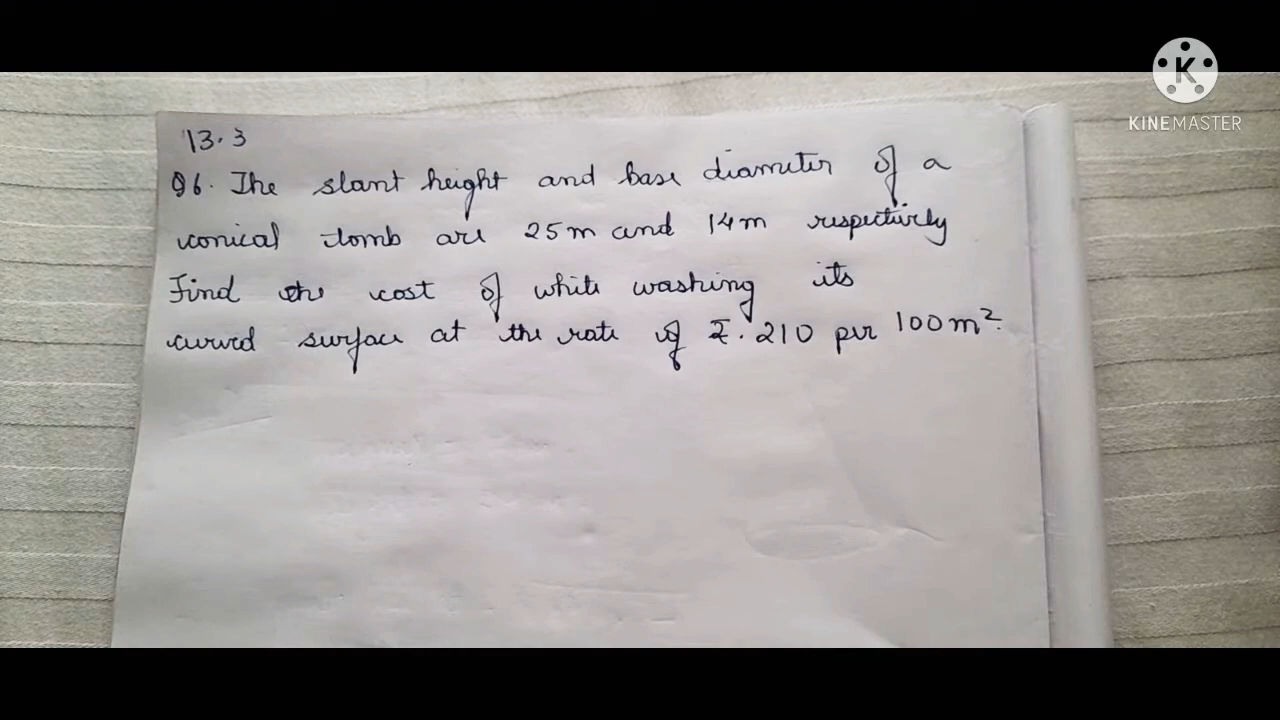 KINEMASTER
13.3
Q6. The slant height and base diameter of a
conical tomb are 25m and 14m respectively
Find the cost of white washing its
curved surface at the rate of ₹.210 per 100m².